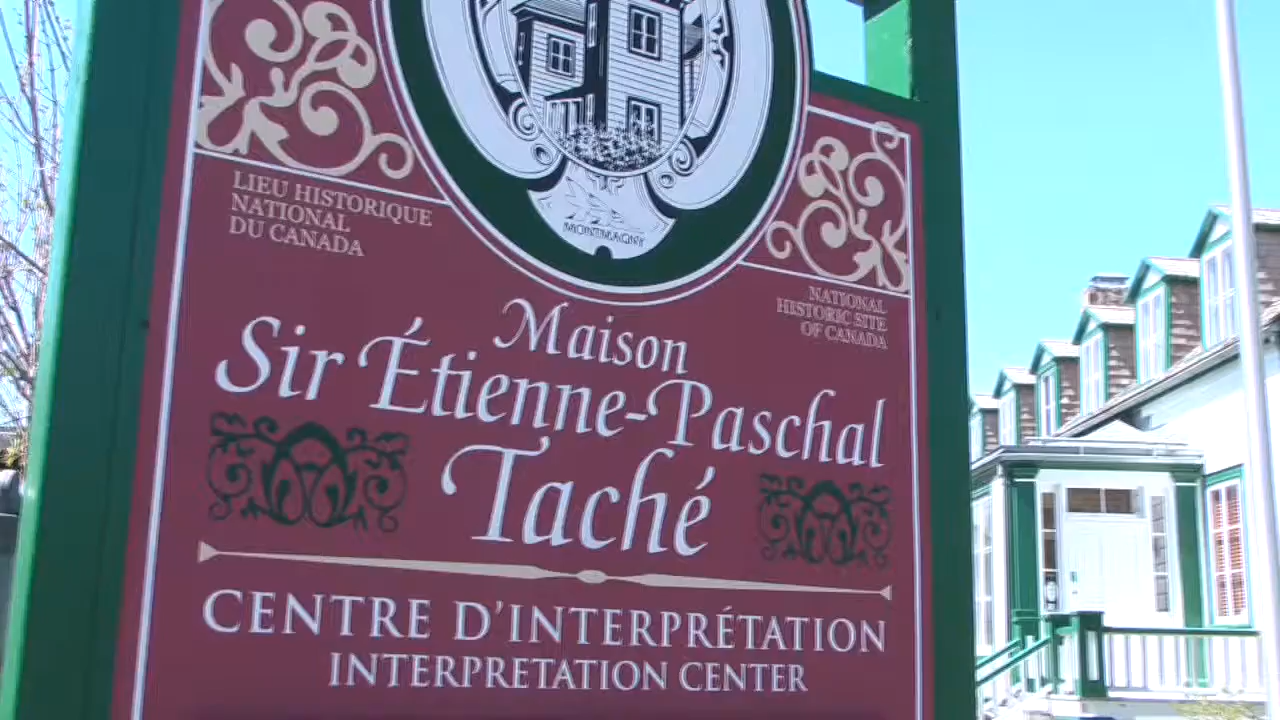 MONTMAGNY
LIEU HISTORIQUE
NATIONAL
DU CANADA
NATIONAL
HISTORIC SITE
OF CANADA
Maison
Sir Étienne-Paschal
Taché
CENTRE D'INTERPRÉTATION
INTERPRETATION CENTER